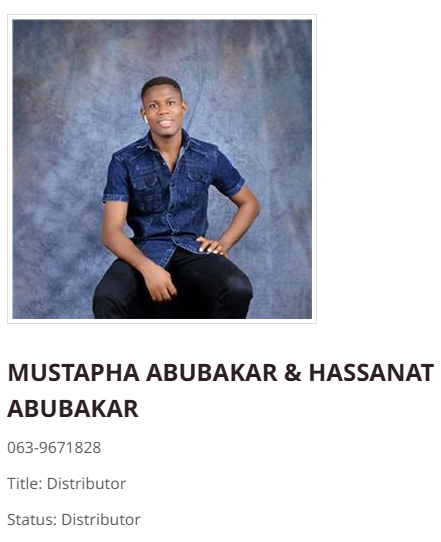 MUSTAPHA ABUBAKAR & HASSANAT
ABUBAKAR
063-9671828
Title: Distributor
Status: Distributor